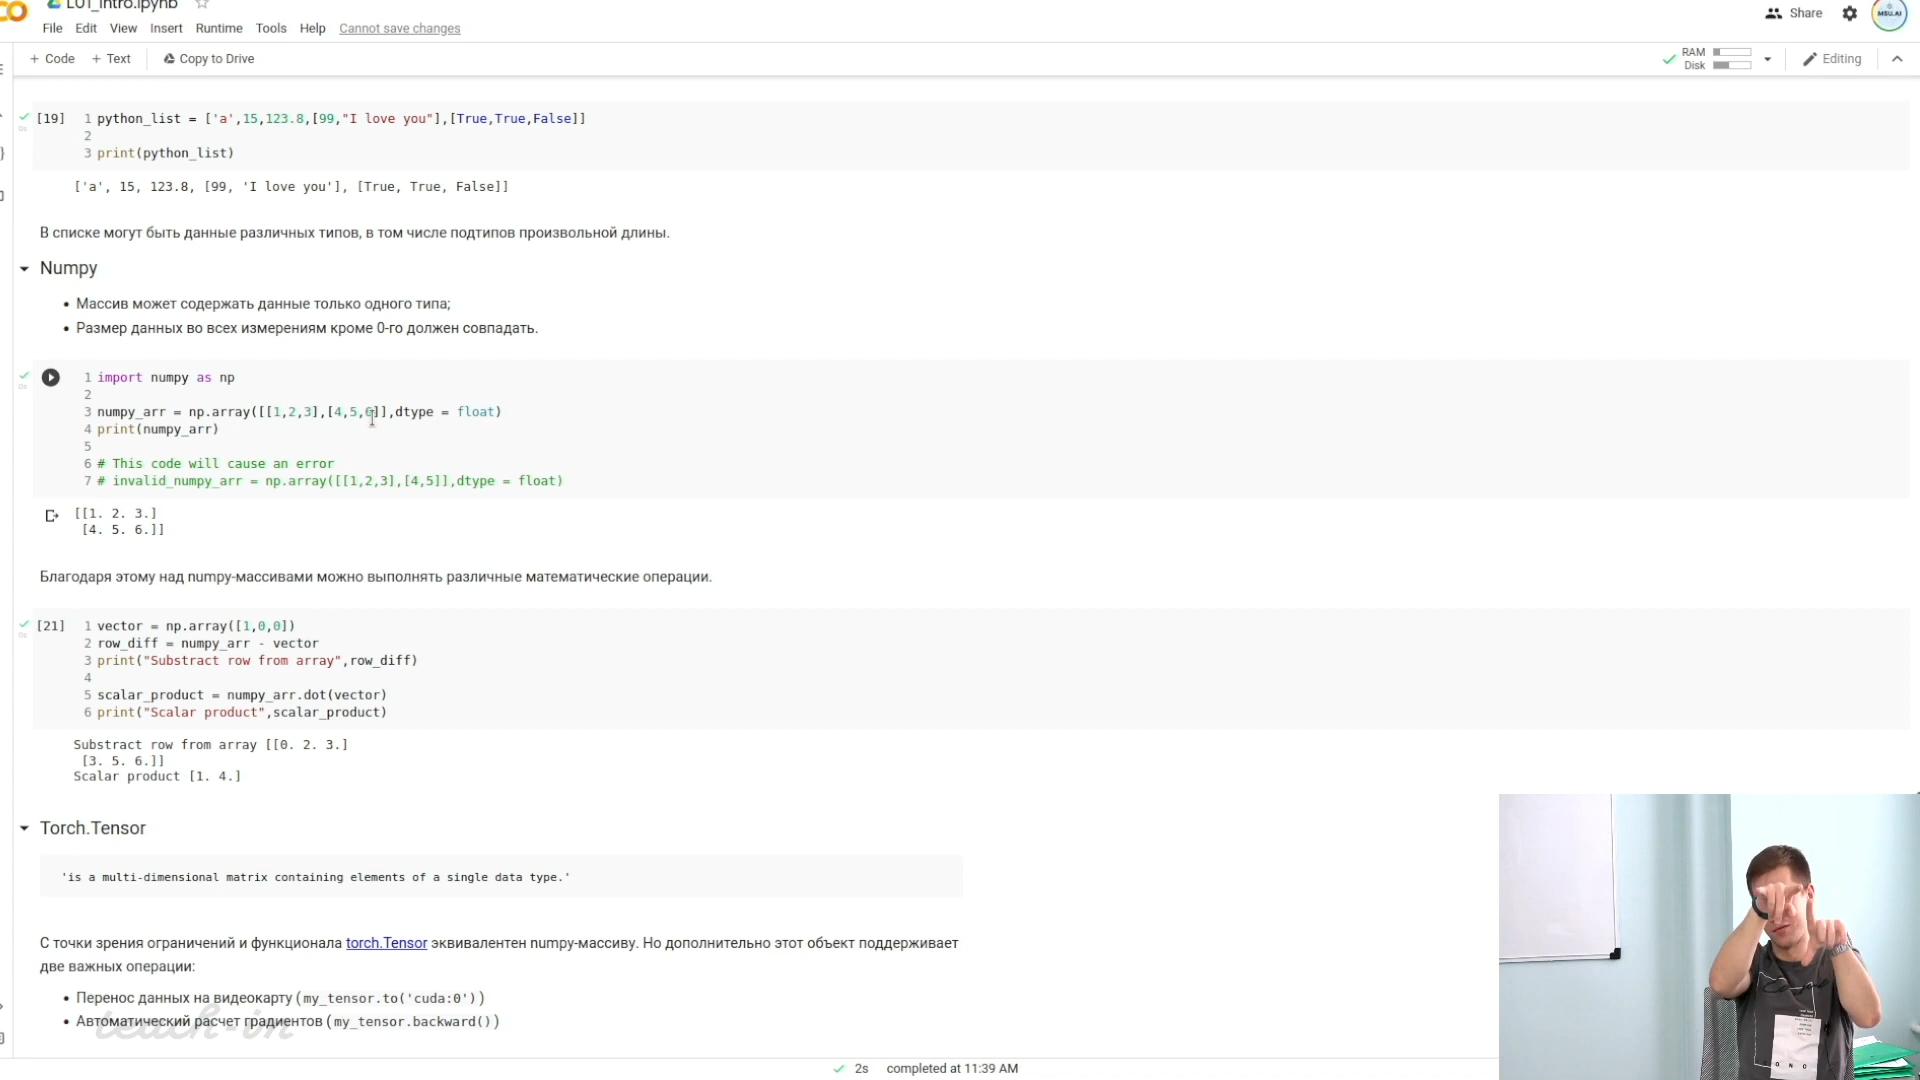 L01_Intro.ipynb
File Edit View Insert Runtime Tools Help Cannot save changes
Share
MSU.AI
+ Code + Text Copy to Drive
RAM
Disk
Editing
[19] 1 python_list = ['a',15,123.8,[99,"I love you"],[True,True,False]]
2
3 print(python_list)
['a', 15, 123.8, [99, 'I love you'], [True, True, False]]
В списке могут быть данные различных типов, в том числе подтипов произвольной длины.
Numpy
• Массив может содержать данные только одного типа;
• Размер данных во всех измерениям кроме 0-го должен совпадать.
1 import numpy as np
2
3 numpy_arr = np.array([[1,2,3],[4,5,6]],dtype = float)
4 print(numpy_arr)
5
6 # This code will cause an error
7 # invalid_numpy_arr = np.array([[1,2,3],[4,5]],dtype = float)
[[1. 2. 3.]
[4. 5. 6.]]
Благодаря этому над numpy-массивами можно выполнять различные математические операции.
[21] 1 vector = np.array([1,0,0])
2 row_diff = numpy_arr - vector
3 print("Substract row from array",row_diff)
4
5 scalar_product = numpy_arr.dot(vector)
6 print("Scalar product",scalar_product)
Substract row from array [[0. 2. 3.]
[3. 5. 6.]]
Scalar product [1. 4.]
Torch.Tensor
'is a multi-dimensional matrix containing elements of a single data type.'
С точки зрения ограничений и функционала torch.Tensor эквивалентен numpy-массиву. Но дополнительно этот объект поддерживает
две важных операции:
• Перенос данных на видеокарту (my_tensor.to('cuda:0'))
• Автоматический расчет градиентов (my_tensor.backward())
teach-in
2s completed at 11:39 AM